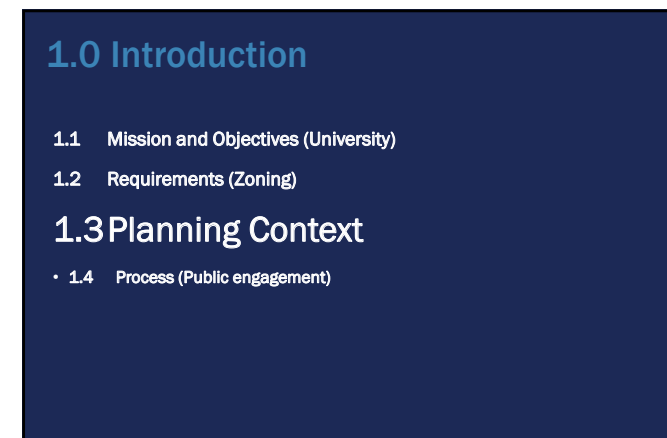 1.0 Introduction
1.1 Mission and Objectives (University)
1.2 Requirements (Zoning)
1.3 Planning Context
• 1.4 Process (Public engagement)